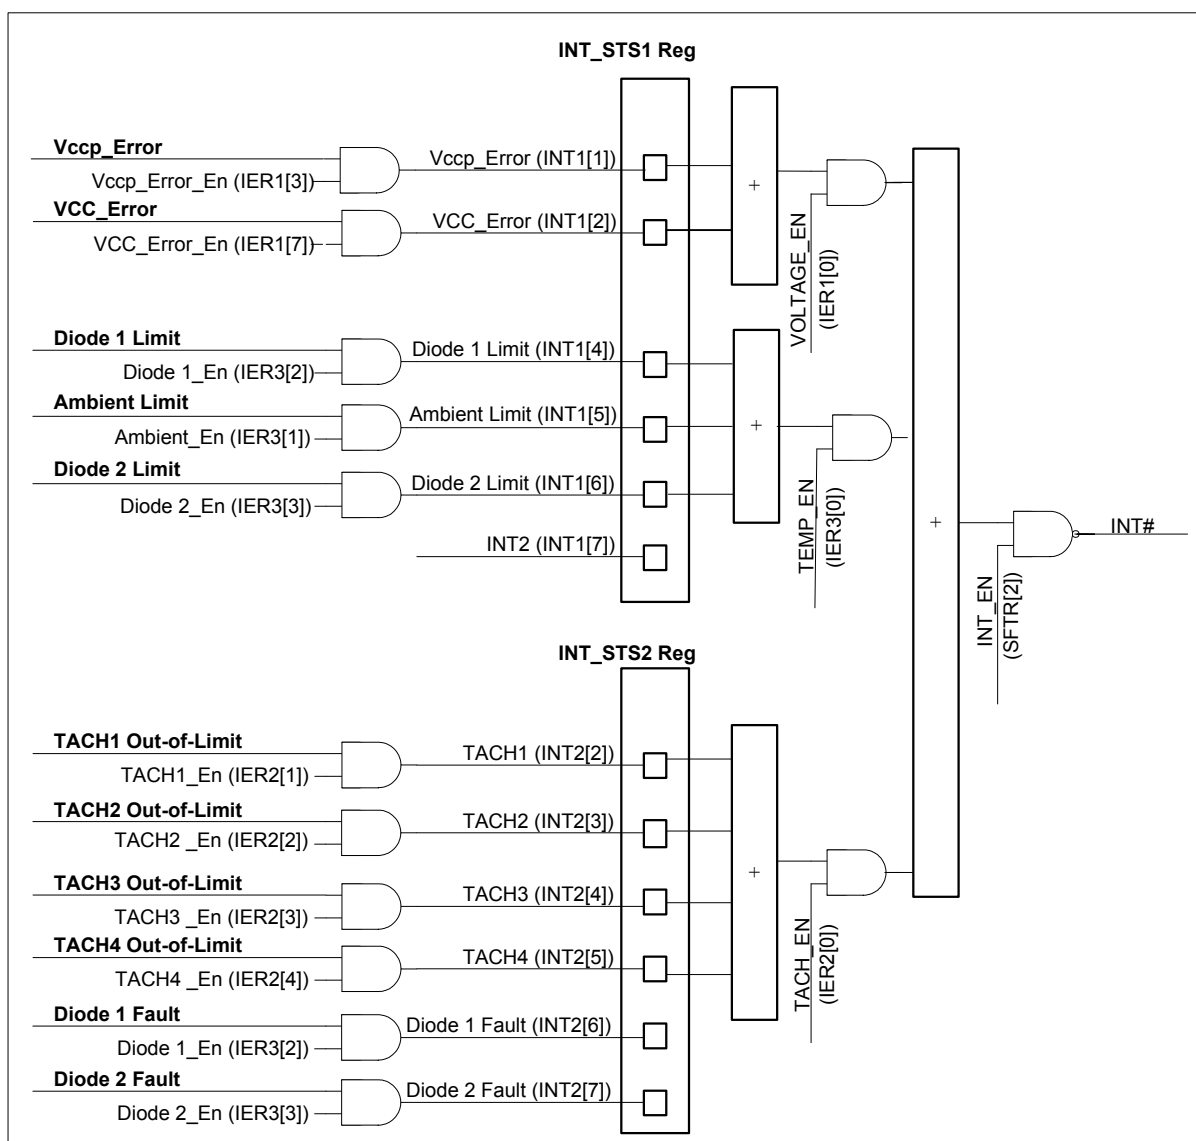 INT_STS1 Reg
Vccp_Error
Vccp_Error_En (IER1[3])
Vccp_Error (INT1[1])
VCC_Error
VCC_Error_En (IER1[7])
VCC_Error (INT1[2])
+
VOLTAGE_EN
(IER1[0])
Diode 1 Limit
Diode 1_En (IER3[2])
Diode 1 Limit (INT1[4])
Ambient Limit
Ambient_En (IER3[1])
Ambient Limit (INT1[5])
Diode 2 Limit
Diode 2_En (IER3[3])
Diode 2 Limit (INT1[6])
INT2 (INT1[7])
+
TEMP_EN
(IER3[0])
+
INT_EN
(SFTR[2])
INT#
INT_STS2 Reg
TACH1 Out-of-Limit
TACH1_En (IER2[1])
TACH1 (INT2[2])
TACH2 Out-of-Limit
TACH2 _En (IER2[2])
TACH2 (INT2[3])
TACH3 Out-of-Limit
TACH3 _En (IER2[3])
TACH3 (INT2[4])
TACH4 Out-of-Limit
TACH4 _En (IER2[4])
TACH4 (INT2[5])
+
TACH_EN
(IER2[0])
Diode 1 Fault
Diode 1_En (IER3[2])
Diode 1 Fault (INT2[6])
Diode 2 Fault
Diode 2_En (IER3[3])
Diode 2 Fault (INT2[7])